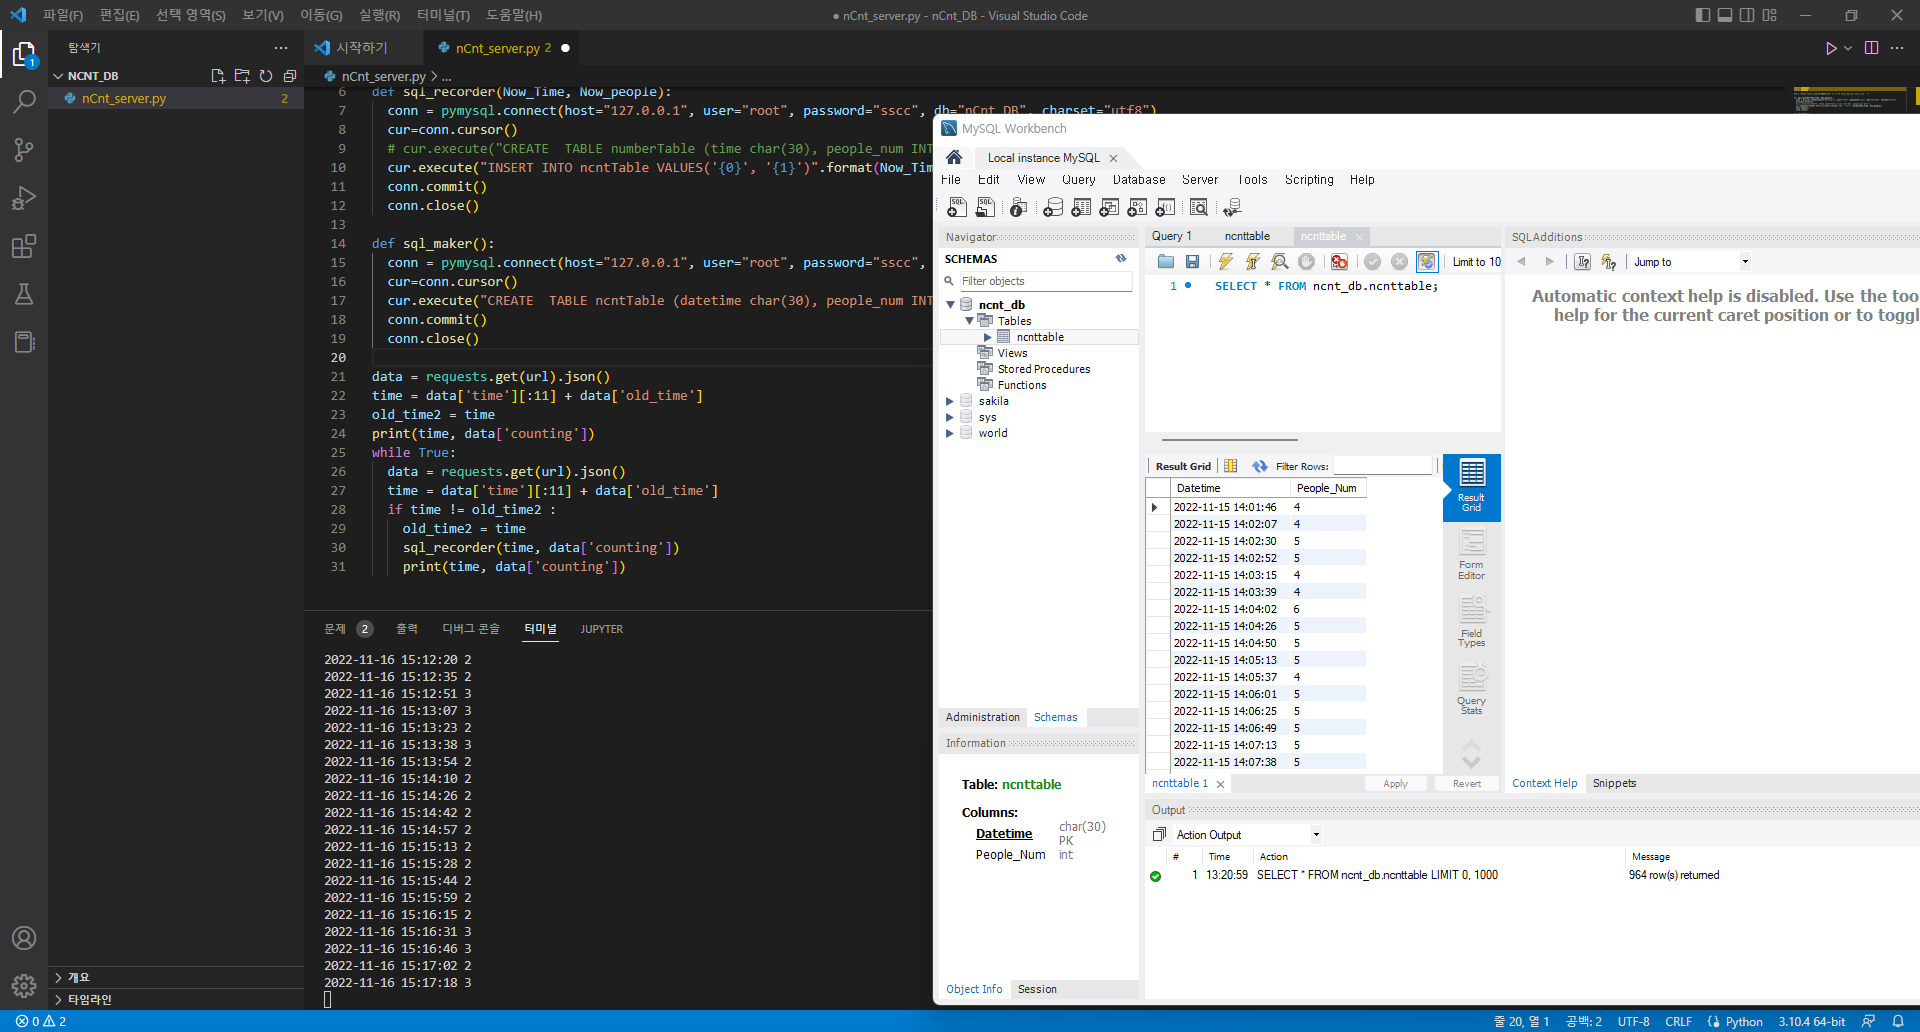 파일(F) 편집(E) 선택 영역(S) 보기(V) 이동(G) 실행(R) 터미널(T) 도움말(H)
● nCnt_server.py - nCnt_DB - Visual Studio Code
탐색기
NCNT_DB
nCnt_server.py 2
1
시작하기
nCnt_server.py 2
nCnt_server.py > ...
6 def sql_recorder(Now_Time, Now_people):
7 conn = pymysql.connect(host="127.0.0.1", user="root", password="sscc", db="nCnt_DB", charset="utf8")
8 cur=conn.cursor()
9 # cur.execute("CREATE  TABLE numberTable (time char(30), people_num INT
10 cur.execute("INSERT INTO ncntTable VALUES('{0}', '{1}')".format(Now_Tim
11 conn.commit()
12 conn.close()
13
14 def sql_maker():
15 conn = pymysql.connect(host="127.0.0.1", user="root", password="sscc",
16 cur=conn.cursor()
17 cur.execute("CREATE  TABLE ncntTable (datetime char(30), people_num INT
18 conn.commit()
19 conn.close()
20
21 data = requests.get(url).json()
22 time = data['time'][:11] + data['old_time']
23 old_time2 = time
24 print(time, data['counting'])
25 while True:
26 data = requests.get(url).json()
27 time = data['time'][:11] + data['old_time']
28 if time != old_time2 :
29 old_time2 = time
30 sql_recorder(time, data['counting'])
31 print(time, data['counting'])
문제 2 출력 디버그 콘솔 터미널 JUPYTER
2022-11-16 15:12:20 2
2022-11-16 15:12:35 2
2022-11-16 15:12:51 3
2022-11-16 15:13:07 3
2022-11-16 15:13:23 2
2022-11-16 15:13:38 3
2022-11-16 15:13:54 2
2022-11-16 15:14:10 2
2022-11-16 15:14:26 2
2022-11-16 15:14:42 2
2022-11-16 15:14:57 2
2022-11-16 15:15:13 2
2022-11-16 15:15:28 2
2022-11-16 15:15:44 2
2022-11-16 15:15:59 2
2022-11-16 15:16:15 2
2022-11-16 15:16:31 3
2022-11-16 15:16:46 3
2022-11-16 15:17:02 2
2022-11-16 15:17:18 3
개요
타임라인
MySQL Workbench
Local instance MySQL
File Edit View Query Database Server Tools Scripting Help
Navigator
SCHEMAS
Filter objects
ncnt_db
Tables
ncnttable
Views
Stored Procedures
Functions
sakila
sys
world
Administration Schemas
Information
Table: ncnttable
Columns:
Datetime char(30)
PK
People_Num int
Object Info Session
Query 1 ncnttable ncnttable
Limit to 10
1 SELECT * FROM ncnt_db.ncnttable;
Result Grid Filter Rows:
Datetime People_Num
2022-11-15 14:01:46 4
2022-11-15 14:02:07 4
2022-11-15 14:02:30 5
2022-11-15 14:02:52 5
2022-11-15 14:03:15 4
2022-11-15 14:03:39 4
2022-11-15 14:04:02 6
2022-11-15 14:04:26 5
2022-11-15 14:04:50 5
2022-11-15 14:05:13 5
2022-11-15 14:05:37 4
2022-11-15 14:06:01 5
2022-11-15 14:06:25 5
2022-11-15 14:06:49 5
2022-11-15 14:07:13 5
2022-11-15 14:07:38 5
Result
Grid
Form
Editor
Field
Types
Query
Stats
ncnttable 1
Apply Revert
SQLAdditions
Jump to
Automatic context help is disabled. Use the too
help for the current caret position or to toggl
Context Help Snippets
Output
Action Output
# Time Action Message
1 13:20:59 SELECT * FROM ncnt_db.ncnttable LIMIT 0, 1000 964 row(s) returned
0 2
줄 20, 열 1 공백: 2 UTF-8 CRLF Python 3.10.4 64-bit